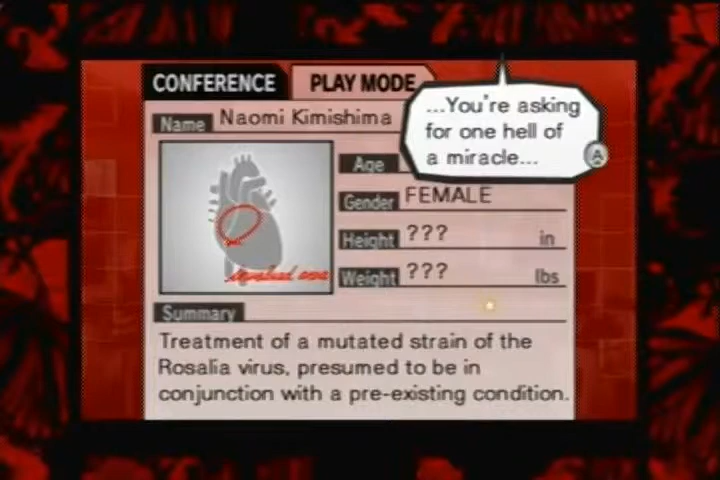 CONFERENCE PLAY MODE
...You're asking
for one hell of
a miracle...
A
Name Naomi Kimishima
Age
Gender FEMALE
Height ??? in
Weight ??? lbs
Summary
Treatment of a mutated strain of the
Rosalia virus, presumed to be in
conjunction with a pre-existing condition.